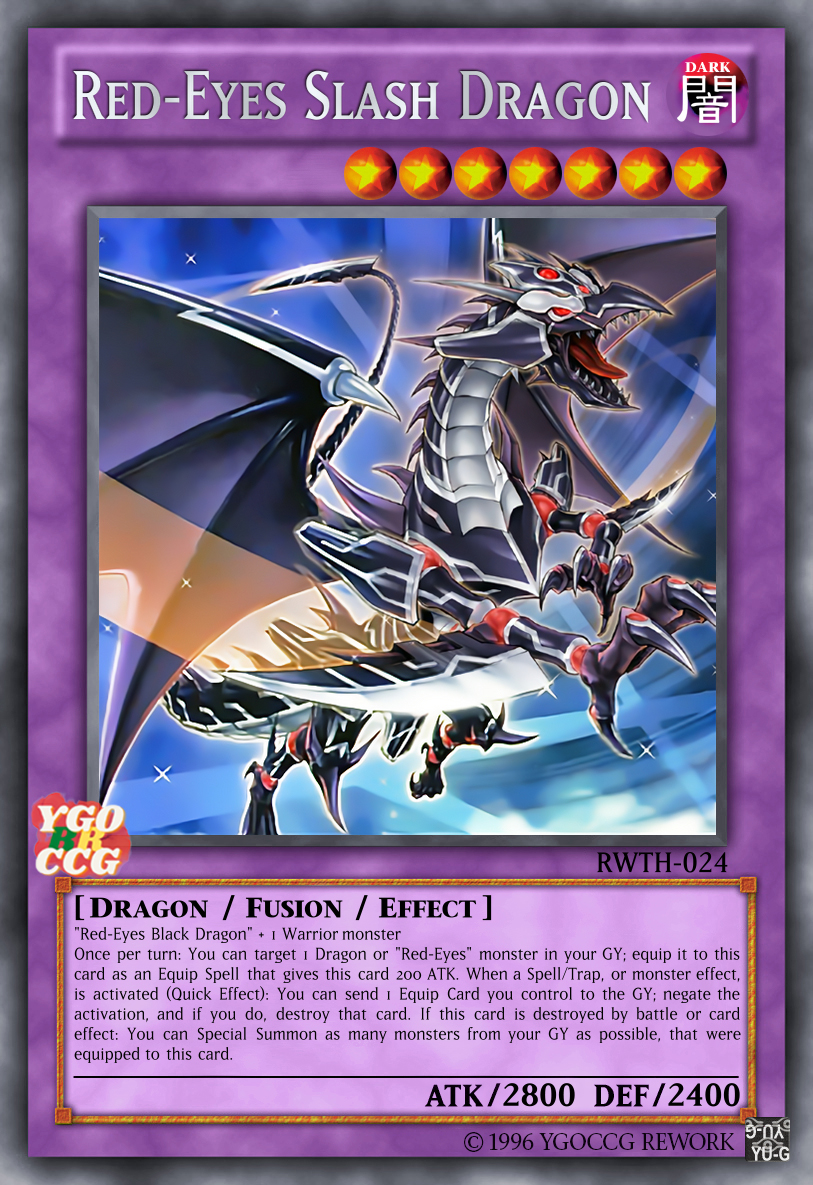 Red-Eyes Slash Dragon
DARK
闇
YGO
RR
CCG
RWTH-024
[ Dragon / Fusion / Effect ]
"Red-Eyes Black Dragon" + 1 Warrior monster
Once per turn: You can target 1 Dragon or "Red-Eyes" monster in your GY; equip it to this
card as an Equip Spell that gives this card 200 ATK. When a Spell/Trap, or monster effect,
is activated (Quick Effect): You can send 1 Equip Card you control to the GY; negate the
activation, and if you do, destroy that card. If this card is destroyed by battle or card
effect: You can Special Summon as many monsters from your GY as possible, that were
equipped to this card.
ATK/2800 DEF/2400
© 1996 YGOCCG REWORK
YU-G